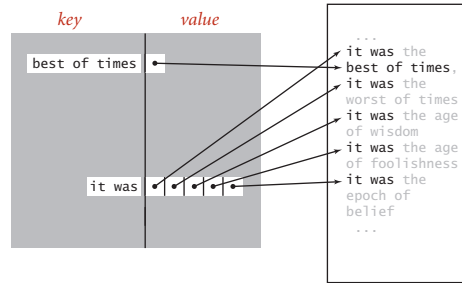 key value
best of times
it was
...
it was the
best of times,
it was the
worst of times
it was the age
of wisdom
it was the age
of foolishness
it was the
epoch of
belief
...